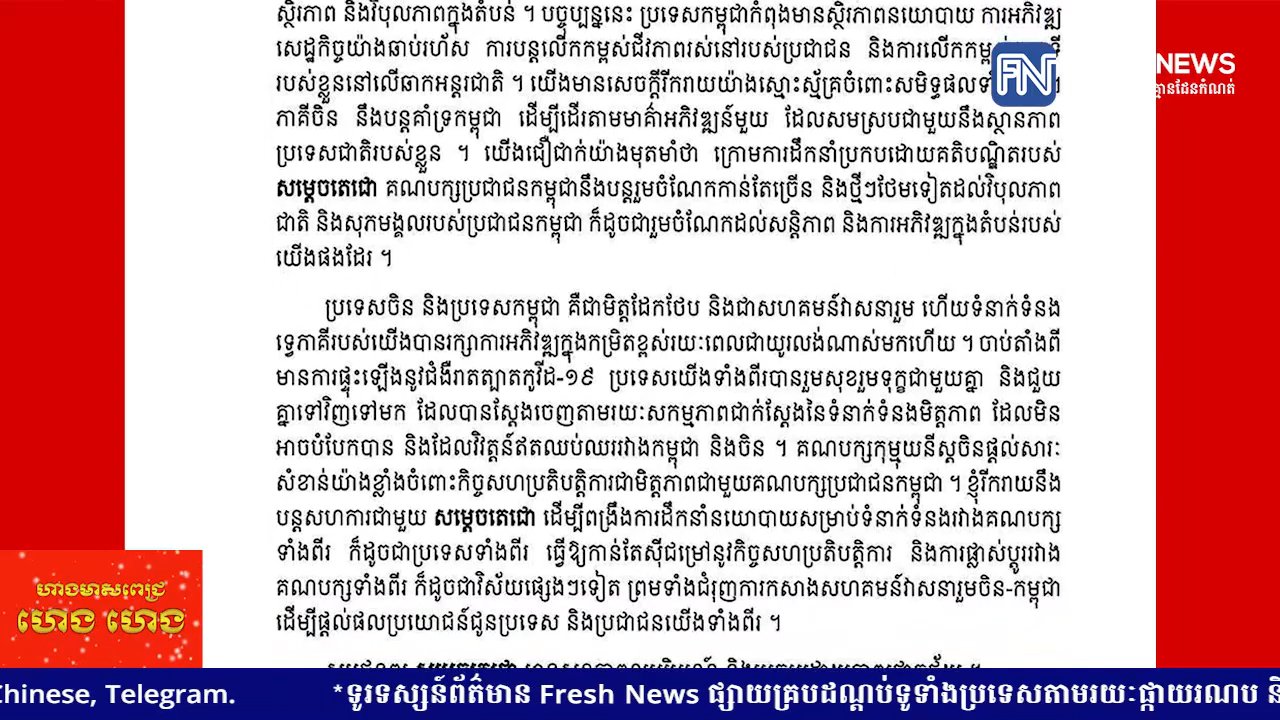 ស្ថិរភាព និងវិបុលភាពក្នុងតំបន់ ។ បច្ចុប្បន្ននេះ ប្រទេសកម្ពុជាកំពុងមានស្ថិរភាពនយោបាយ ការអភិវឌ្ឍ
សេដ្ឋកិច្ចយ៉ាងឆាប់រហ័ស ការបន្តលើកកម្ពស់ជីវភាពរស់នៅរបស់ប្រជាជន និងការលើកកម្ពស់
របស់ខ្លួននៅលើឆាកអន្តរជាតិ ។ យើងមានសេចក្តីរីករាយយ៉ាងស្មោះស្ម័គ្រចំពោះសមិទ្ធផលទាំ ។
ភាគីចិន នឹងបន្តគាំទ្រកម្ពុជា ដើម្បីដើរតាមមាគ៌ាអភិវឌ្ឍន៍មួយ ដែលសមស្របជាមួយនឹងស្ថានភាព
ប្រទេសជាតិរបស់ខ្លួន ។ យើងជឿជាក់យ៉ាងមុតមាំថា ក្រោមការដឹកនាំប្រកបដោយគតិបណ្ឌិតរបស់
សម្តេចតេជោ គណបក្សប្រជាជនកម្ពុជានឹងបន្តរួមចំណែកកាន់តែច្រើន និងថ្មីៗថែមទៀតដល់វិបុលភាព
ជាតិ និងសុភមង្គលរបស់ប្រជាជនកម្ពុជា ក៏ដូចជារួមចំណែកដល់សន្តិភាព និងការអភិវឌ្ឍក្នុងតំបន់របស់
យើងផងដែរ ។
ប្រទេសចិន និងប្រទេសកម្ពុជា គឺជាមិត្តដែកថែប និងជាសហគមន៍វាសនារួម ហើយទំនាក់ទំនង
ទ្វេភាគីរបស់យើងបានរក្សាការអភិវឌ្ឍក្នុងកម្រិតខ្ពស់រយៈពេលជាយូរលង់ណាស់មកហើយ ។ ចាប់តាំងពី
មានការផ្ទុះឡើងនូវជំងឺរាតត្បាតកូវីដ-១៩ ប្រទេសយើងទាំងពីរបានរួមសុខរួមទុក្ខជាមួយគ្នា និងជួយ
គ្នាទៅវិញទៅមក ដែលបានស្តែងចេញតាមរយៈសកម្មភាពជាក់ស្តែងនៃទំនាក់ទំនងមិត្តភាព ដែលមិន
អាចបំបែកបាន និងដែលវិវត្តន៍ឥតឈប់ឈររវាងកម្ពុជា និងចិន ។ គណបក្សកុម្មុយនីស្តចិនផ្តល់សារៈ
សំខាន់យ៉ាងខ្លាំងចំពោះកិច្ចសហប្រតិបត្តិការជាមិត្តភាពជាមួយគណបក្សប្រជាជនកម្ពុជា ។ ខ្ញុំរីករាយនឹង
បន្តសហការជាមួយ សម្តេចតេជោ ដើម្បីពង្រឹងការដឹកនាំនយោបាយសម្រាប់ទំនាក់ទំនងរវាងគណបក្ស
ទាំងពីរ ក៏ដូចជាប្រទេសទាំងពីរ ធ្វើឱ្យកាន់តែស៊ីជម្រៅនូវកិច្ចសហប្រតិបត្តិការ និងការផ្លាស់ប្តូររវាង
គណបក្សទាំងពីរ ក៏ដូចជាវិស័យផ្សេងៗទៀត ព្រមទាំងជំរុញការកសាងសហគមន៍វាសនារួមចិន-កម្ពុជា
ដើម្បីផ្តល់ផលប្រយោជន៍ជូនប្រទេស និងប្រជាជនយើងទាំងពីរ ។
FN
NEWS
គ្មានដែនកំណត់
ហាងមាសពេជ្រ
ហេង ហេង
Chinese, Telegram. *ទូរទស្សន៍ព័ត៌មាន Fresh News ផ្សាយគ្របដណ្តប់ទូទាំងប្រទេសតាមរយៈផ្កាយរណប និ